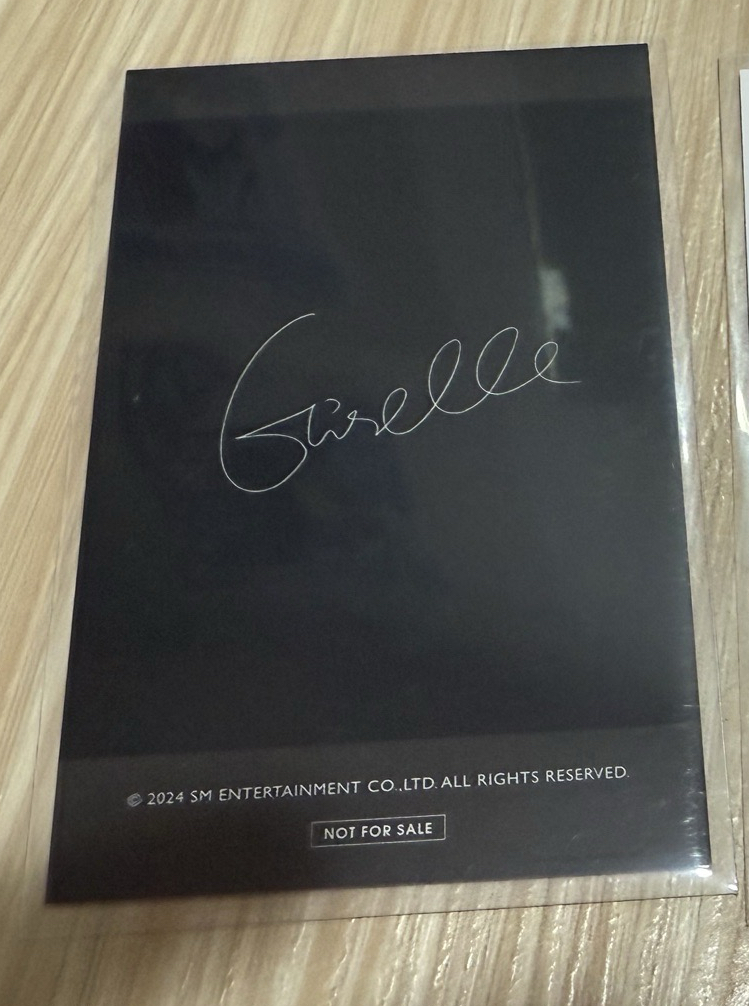 Giselle
© 2024 SM ENTERTAINMENT CO.,LTD. ALL RIGHTS RESERVED.
NOT FOR SALE